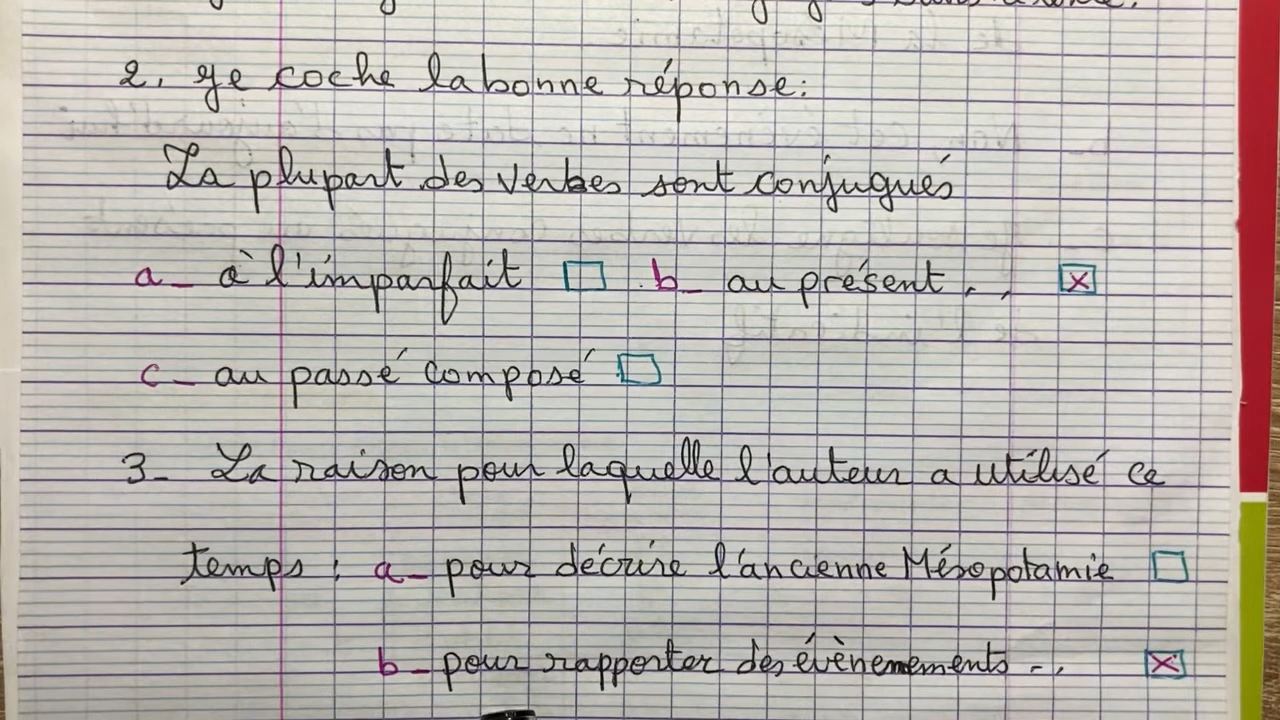 2. Je coche la bonne réponse:
La plupart des verbes sont conjugués
a_ à l'imparfait ☐ b_ au présent . . ☒
c_ au passé composé ☐
3_ La raison pour laquelle l'auteur a utilisé ce
temps : a_ pour décrire l'ancienne Mésopotamie ☐
b_ pour rapporter des évènemements . . ☒